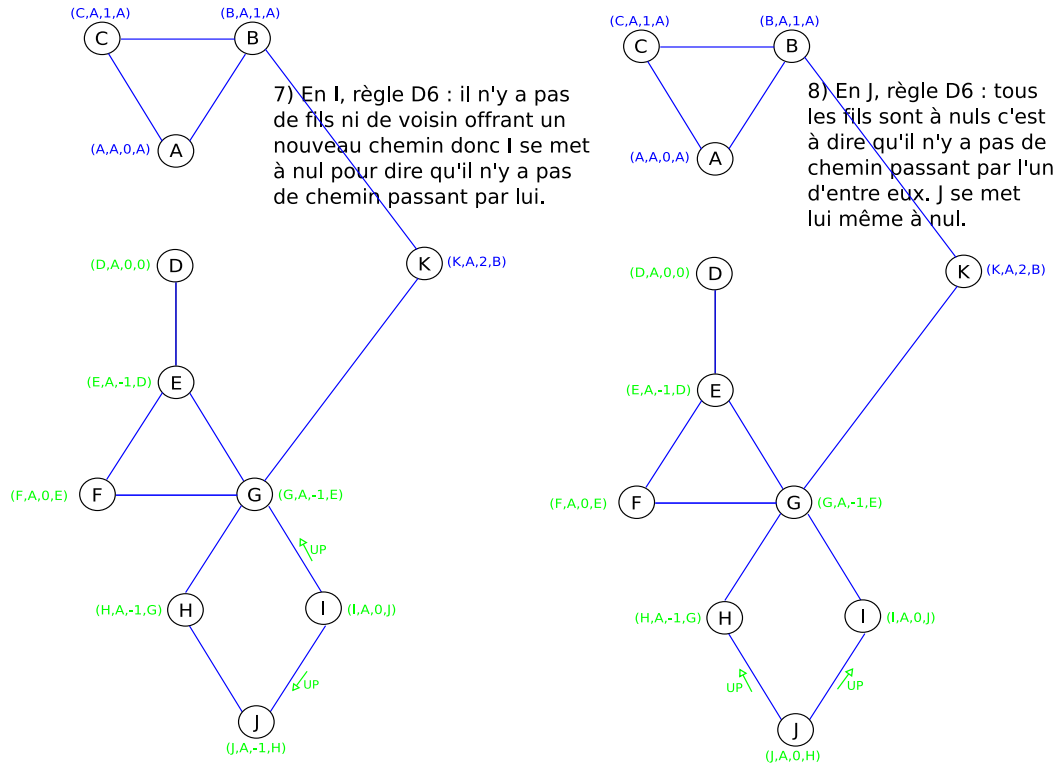 (C,A,1,A)
(B,A,1,A)
C
B
7) En I, règle D6 : il n'y a pas
de fils ni de voisin offrant un
nouveau chemin donc I se met
à nul pour dire qu'il n'y a pas
de chemin passant par lui.
(A,A,0,A)
A
(D,A,0,0)
D
K
(K,A,2,B)
(E,A,-1,D)
E
(F,A,0,E)
F
G
(G,A,-1,E)
UP
(H,A,-1,G)
H
I
(I,A,0,J)
UP
J
(J,A,-1,H)
(C,A,1,A)
(B,A,1,A)
C
B
8) En J, règle D6 : tous
les fils sont à nuls c'est
à dire qu'il n'y a pas de
chemin passant par l'un
d'entre eux. J se met
lui même à nul.
(A,A,0,A)
A
(D,A,0,0)
D
K
(K,A,2,B)
(E,A,-1,D)
E
(F,A,0,E)
F
G
(G,A,-1,E)
(H,A,-1,G)
H
I
(I,A,0,J)
UP
UP
J
(J,A,0,H)